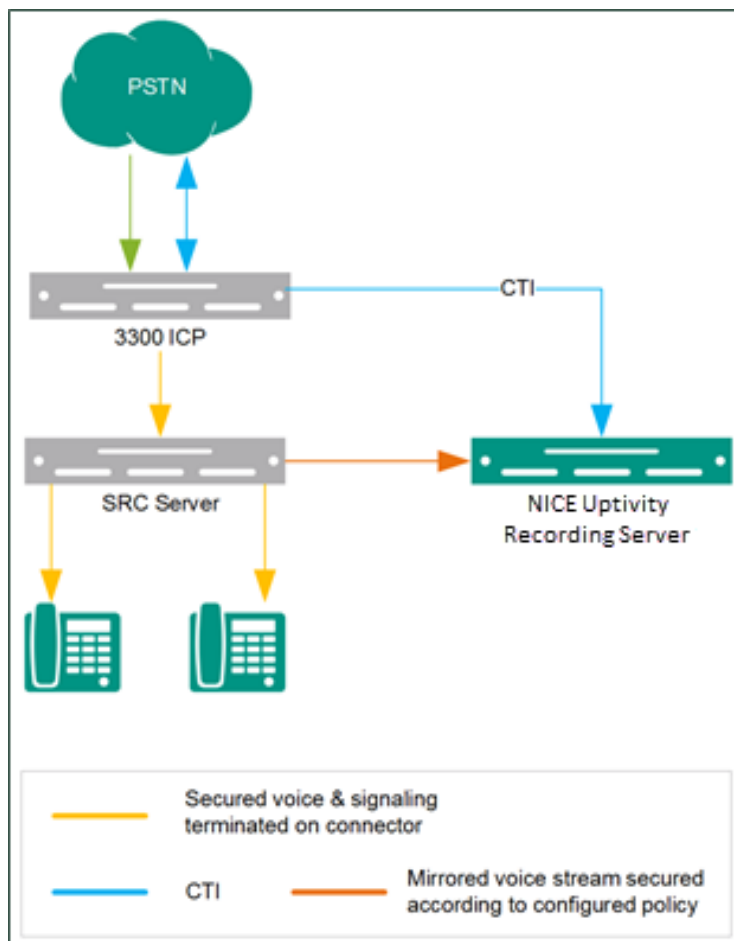 PSTN
CTI
3300 ICP
SRC Server
NICE Uptivity
Recording Server
Secured voice & signaling
terminated on connector
CTI
Mirrored voice stream secured
according to configured policy